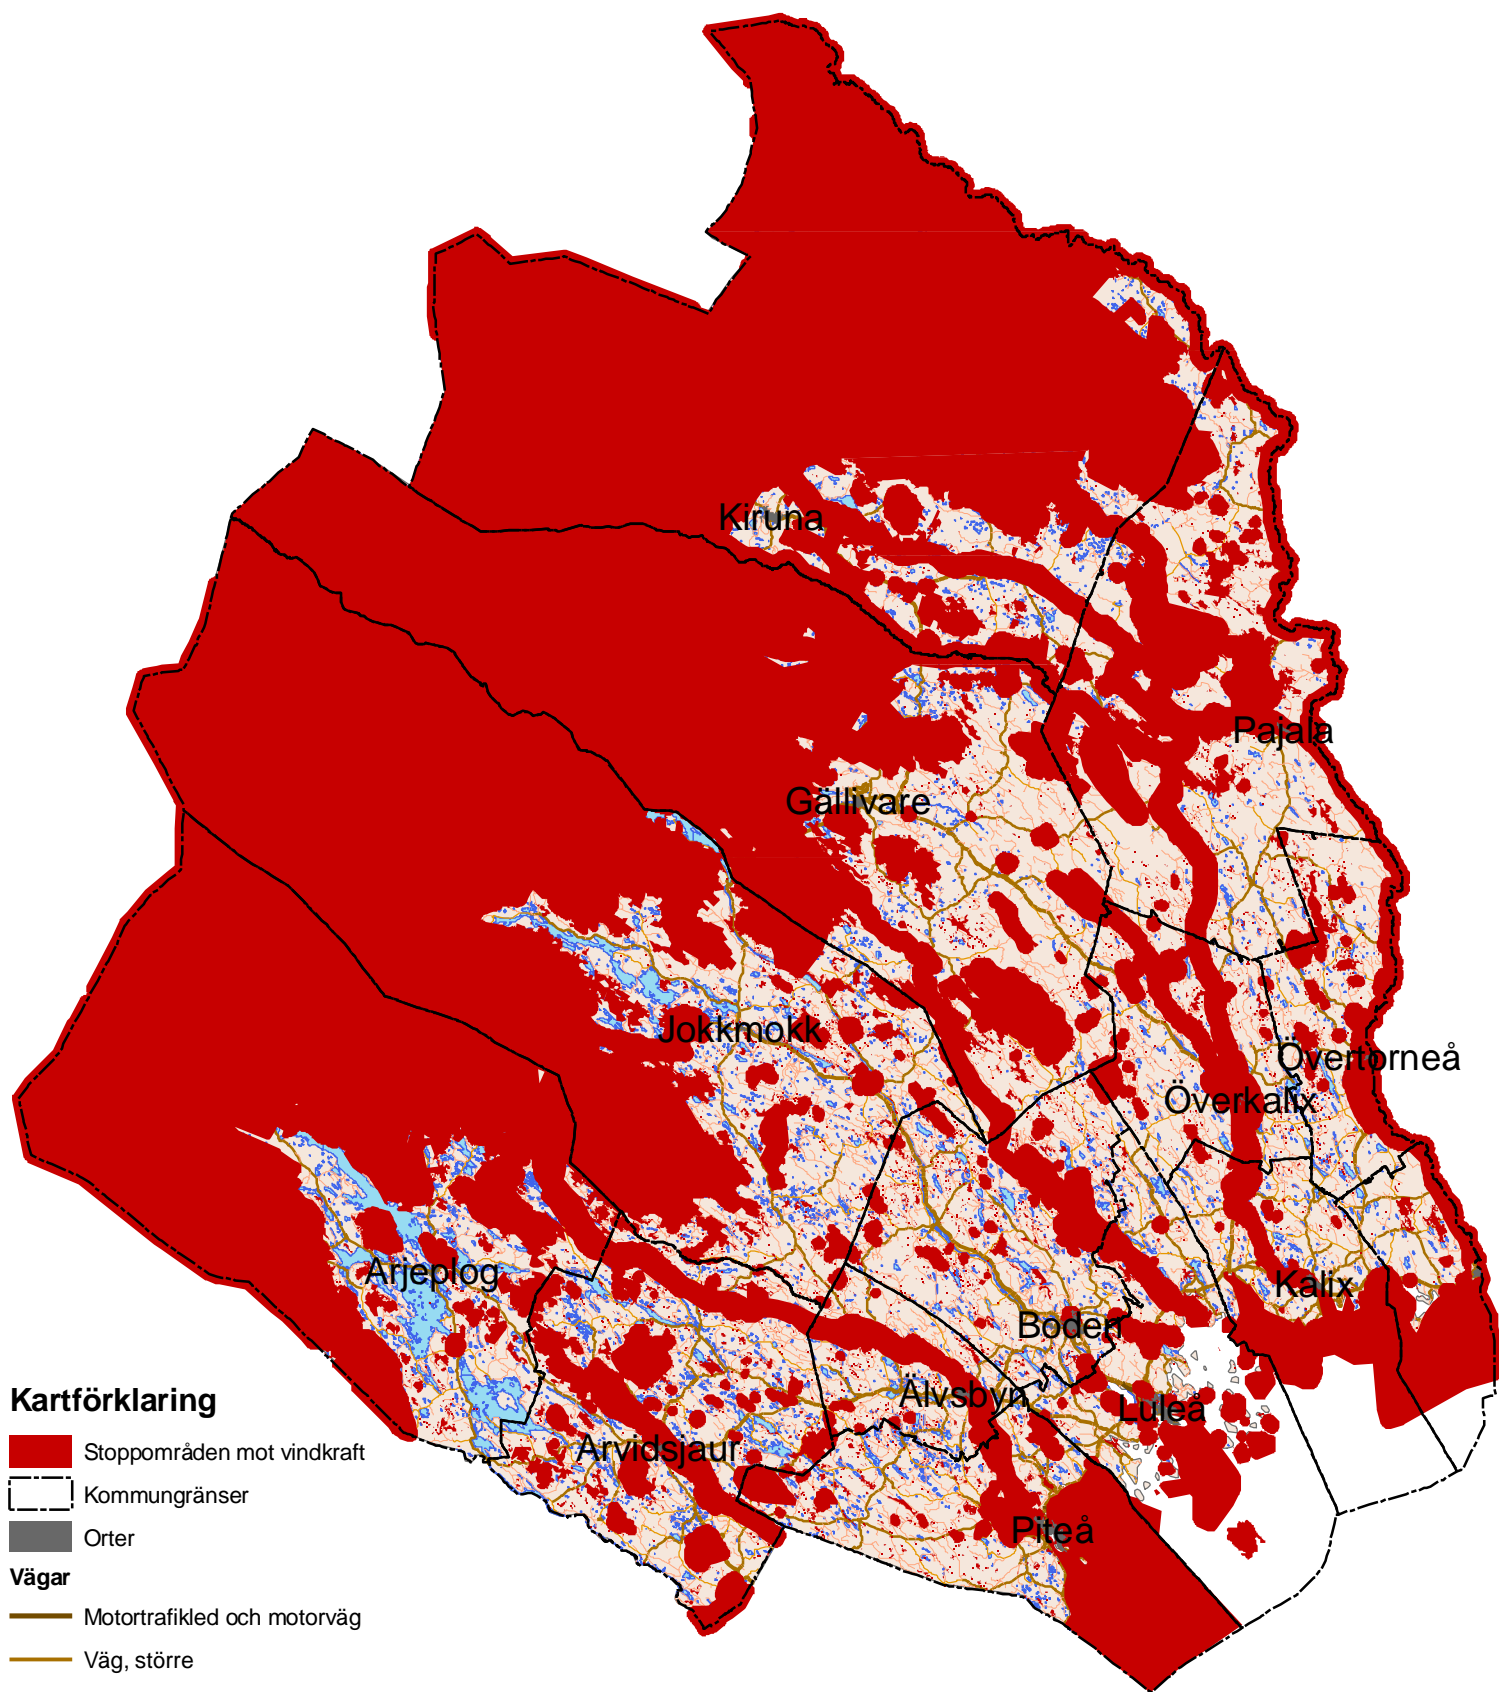 Kiruna
Pajala
Gällivare
Jokkmokk
Övertorneå
Överkalix
Arjeplog
Kalix
Boden
Älvsbyn
Luleå
Arvidsjaur
Piteå
Kartförklaring
Stoppområden mot vindkraft
Kommungränser
Orter
Vägar
Motortrafikled och motorväg
Väg, större